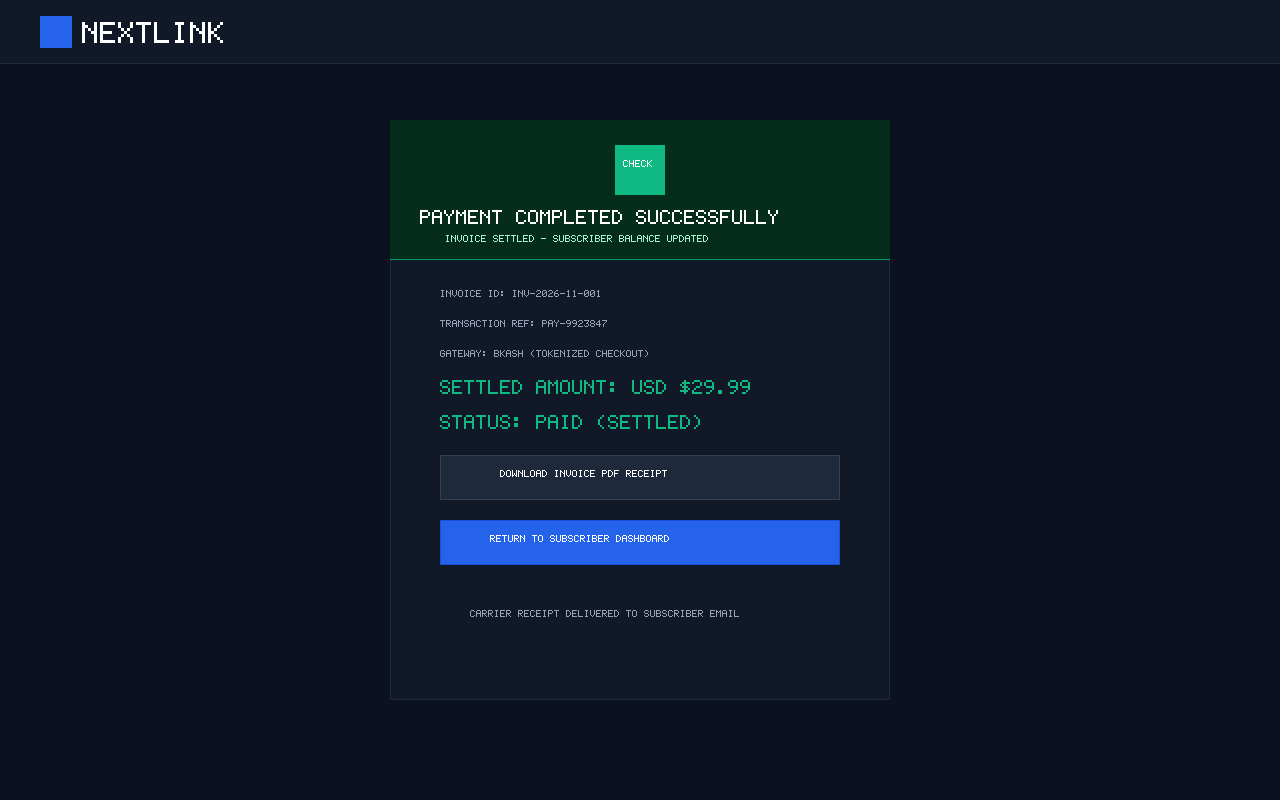 NEXTLINK
CHECK
PAYMENT COMPLETED SUCCESSFULLY
INVOICE SETTLED - SUBSCRIBER BALANCE UPDATED
INVOICE ID: INV-2026-11-001
TRANSACTION REF: PAY-9923847
GATEWAY: BKASH (TOKENIZED CHECKOUT)
SETTLED AMOUNT: USD $29.99
STATUS: PAID (SETTLED)
DOWNLOAD INVOICE PDF RECEIPT
RETURN TO SUBSCRIBER DASHBOARD
CARRIER RECEIPT DELIVERED TO SUBSCRIBER EMAIL